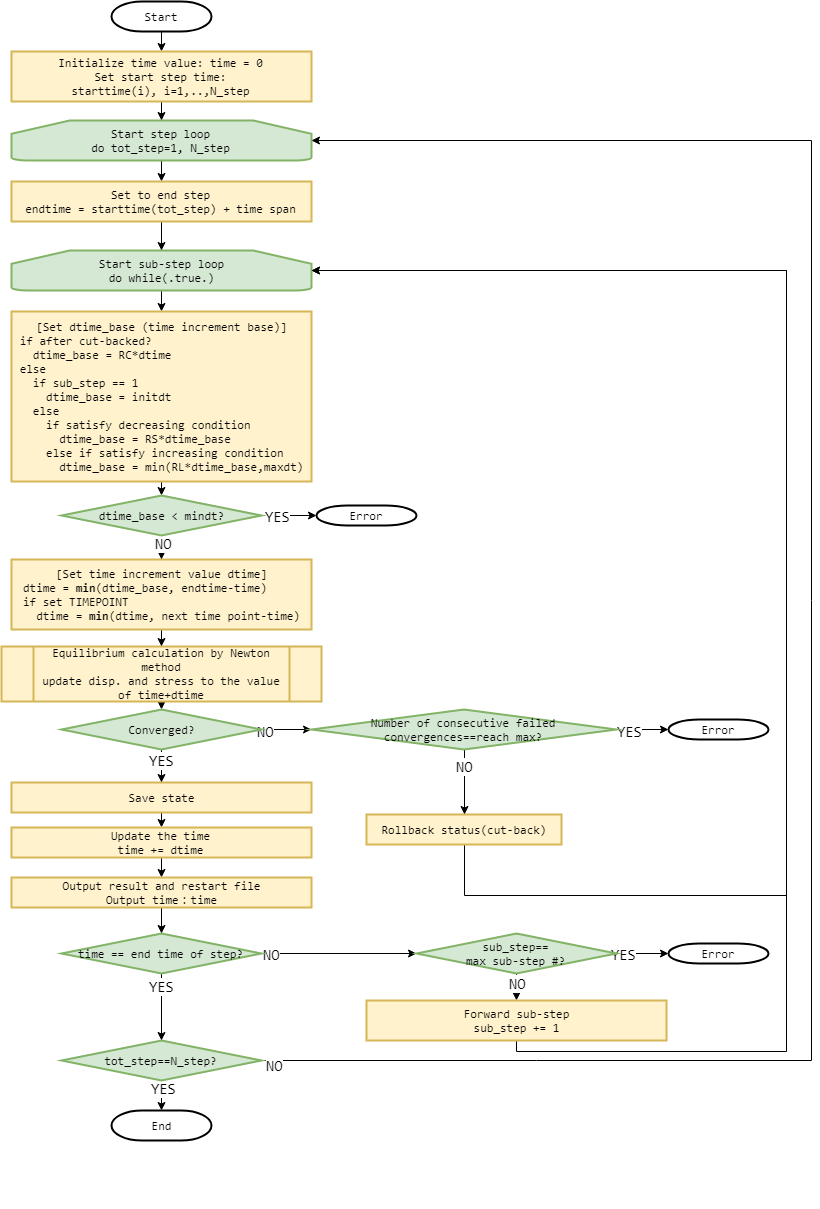 Start
Initialize time value: time = 0
Set start step time:
starttime(i), i=1,..,N_step
Start step loop
do tot_step=1, N_step
Set to end step
endtime = starttime(tot_step) + time span
Start sub-step loop
do while(.true.)
[Set dtime_base (time increment base)]
if after cut-backed?
dtime_base = RC*dtime
else
if sub_step == 1
dtime_base = initdt
else
if satisfy decreasing condition
dtime_base = RS*dtime_base
else if satisfy increasing condition
dtime_base = min(RL*dtime_base,maxdt)
dtime_base < mindt?
YES
Error
NO
[Set time increment value dtime]
dtime = min(dtime_base, endtime-time)
if set TIMEPOINT
dtime = min(dtime, next time point-time)
Equilibrium calculation by Newton
method
update disp. and stress to the value
of time+dtime
Converged?
NO
Number of consecutive failed
convergences==reach max?
YES
Error
YES
NO
Save state
Rollback status(cut-back)
Update the time
time += dtime
Output result and restart file
Output time：time
time == end time of step?
NO
sub_step==
max sub-step #?
YES
Error
YES
NO
Forward sub-step
sub_step += 1
tot_step==N_step?
NO
YES
End